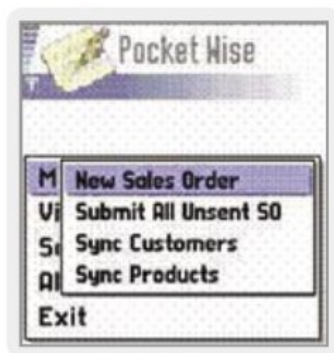 Pocket Wise
New Sales Order
Submit All Unsent SO
Sync Customers
Sync Products
Exit